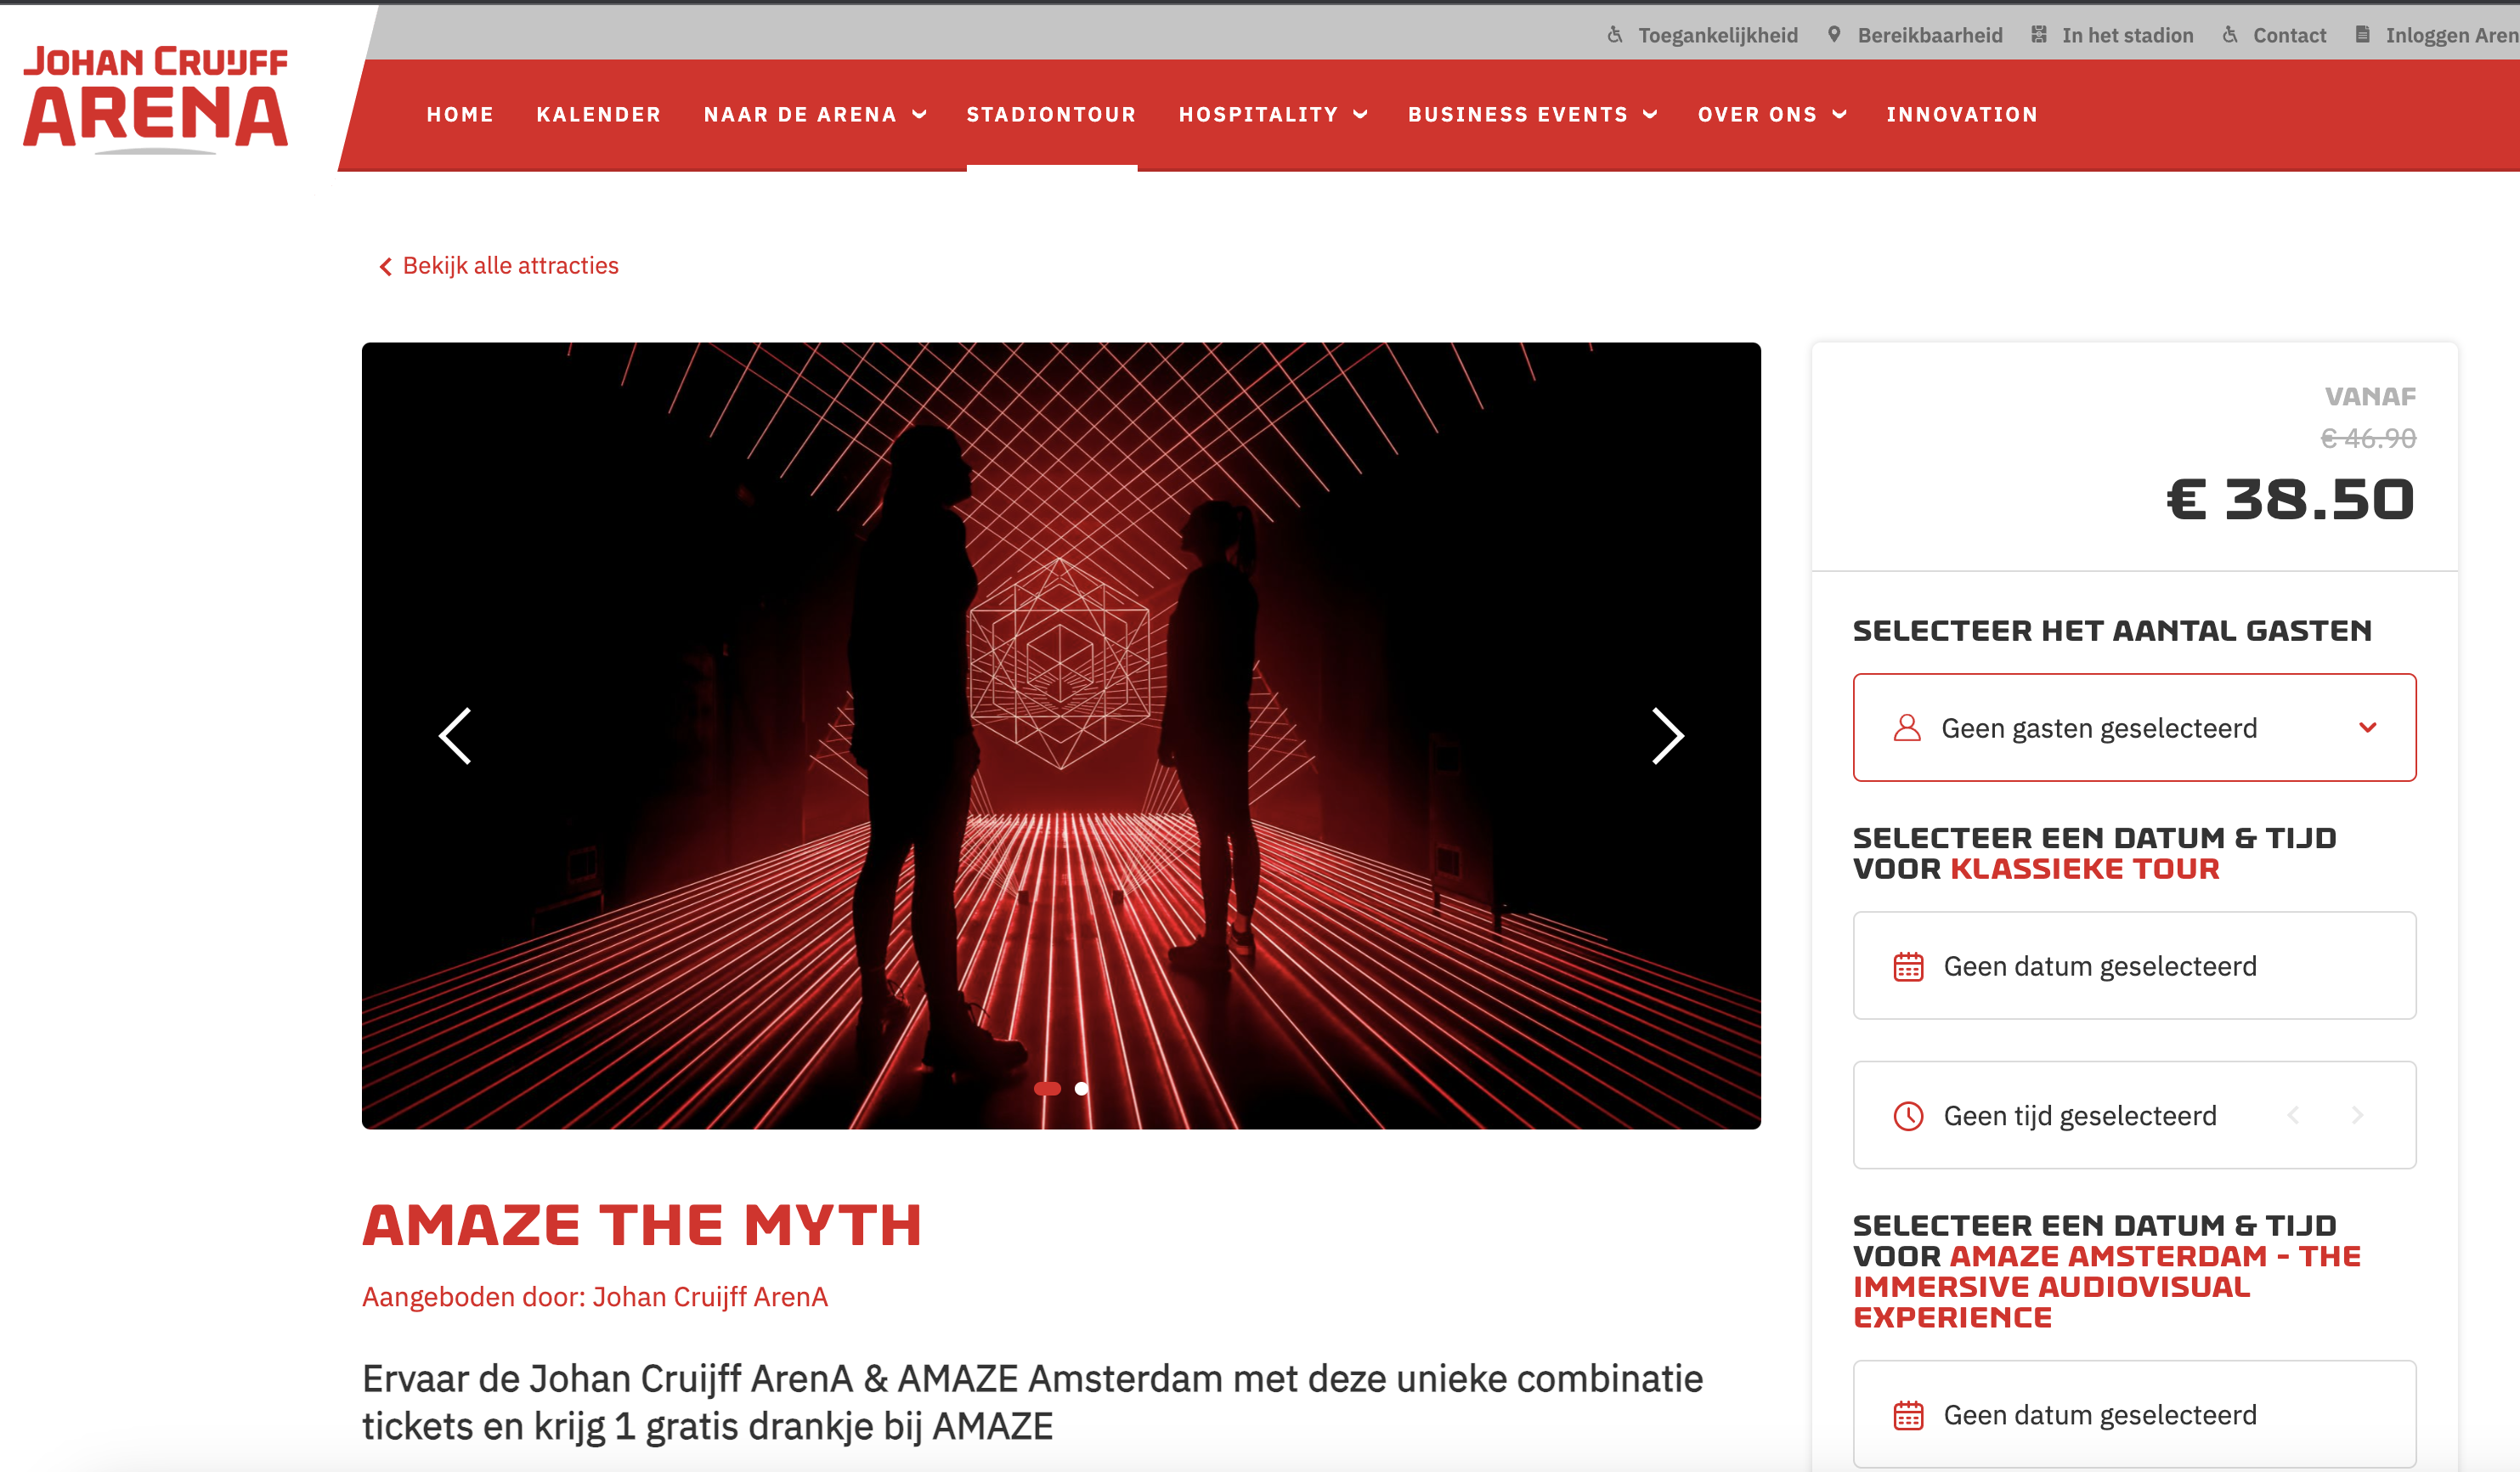 JOHAN CRUIJFF
ARENA
Toegankelijkheid Bereikbaarheid In het stadion Contact Inloggen Aren
HOME KALENDER NAAR DE ARENA STADIONTOUR HOSPITALITY BUSINESS EVENTS OVER ONS INNOVATION
Bekijk alle attracties
AMAZE THE MYTH
Aangeboden door: Johan Cruijff ArenA
Ervaar de Johan Cruijff ArenA & AMAZE Amsterdam met deze unieke combinatie
tickets en krijg 1 gratis drankje bij AMAZE
VANAF
€ 46.90
€ 38.50
SELECTEER HET AANTAL GASTEN
Geen gasten geselecteerd
SELECTEER EEN DATUM & TIJD
VOOR KLASSIEKE TOUR
Geen datum geselecteerd
Geen tijd geselecteerd
SELECTEER EEN DATUM & TIJD
VOOR AMAZE AMSTERDAM - THE
IMMERSIVE AUDIOVISUAL
EXPERIENCE
Geen datum geselecteerd